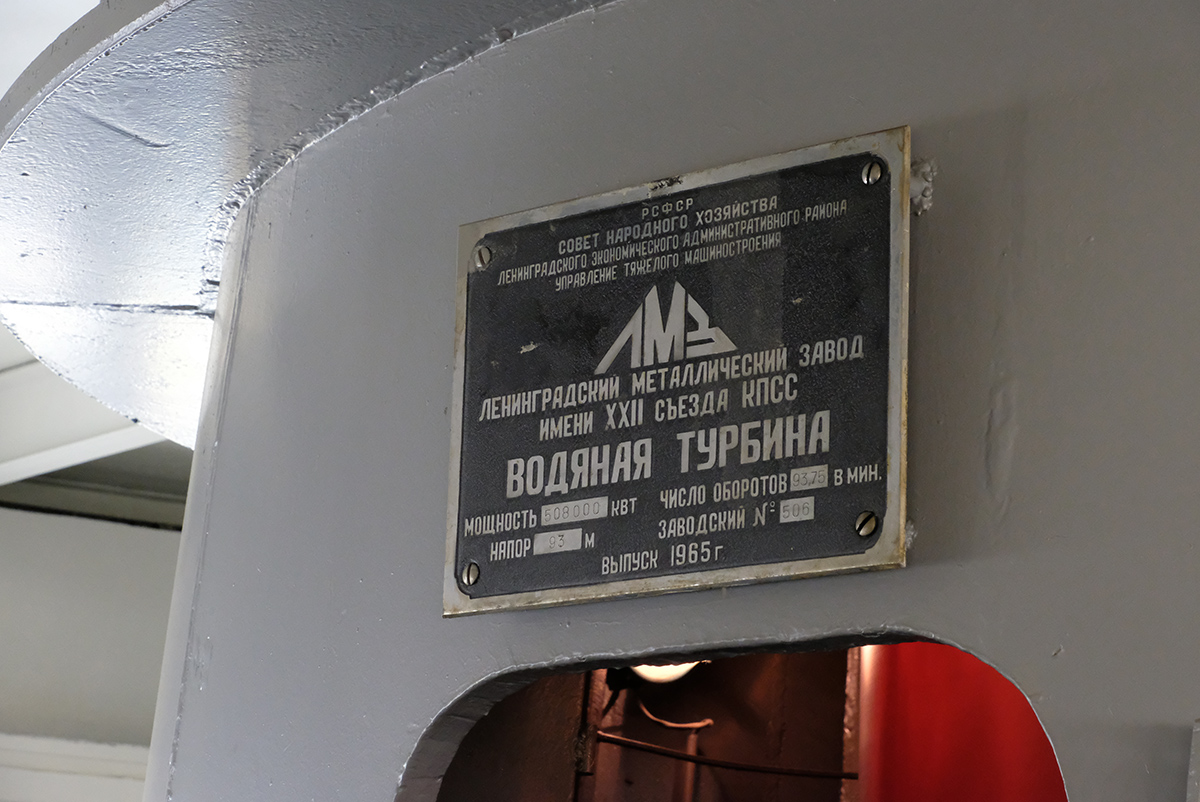 РСФСР
СОВЕТ НАРОДНОГО ХОЗЯЙСТВА
ЛЕНИНГРАДСКОГО ЭКОНОМИЧЕСКОГО АДМИНИСТРАТИВНОГО РАЙОНА
УПРАВЛЕНИЕ ТЯЖЕЛОГО МАШИНОСТРОЕНИЯ
ЛМЗ
ЛЕНИНГРАДСКИЙ МЕТАЛЛИЧЕСКИЙ ЗАВОД
ИМЕНИ XXII СЪЕЗДА КПСС
ВОДЯНАЯ ТУРБИНА
МОЩНОСТЬ 508000 КВТ ЧИСЛО ОБОРОТОВ 93,75 В МИН.
НАПОР 93 М ЗАВОДСКИЙ № 506
ВЫПУСК 1965 г.